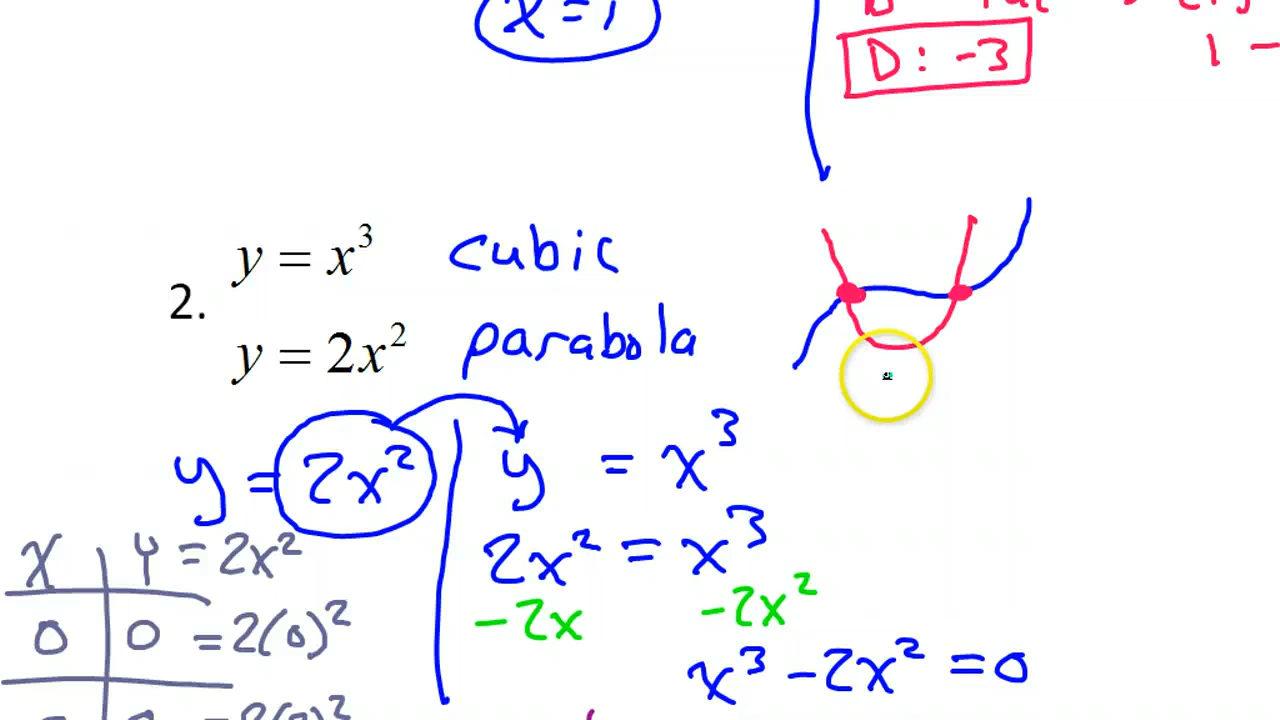 x = 1
D: -3
1 -
2.
y = x³ cubic
y = 2x² parabola
y = 2x² y = x³
2x² = x³
-2x -2x²
x³ - 2x² = 0
X Y = 2x²
0 0 = 2(0)²